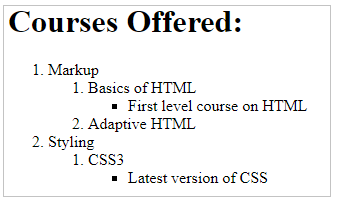 Courses Offered:
1. Markup
1. Basics of HTML
▪ First level course on HTML
2. Adaptive HTML
2. Styling
1. CSS3
▪ Latest version of CSS